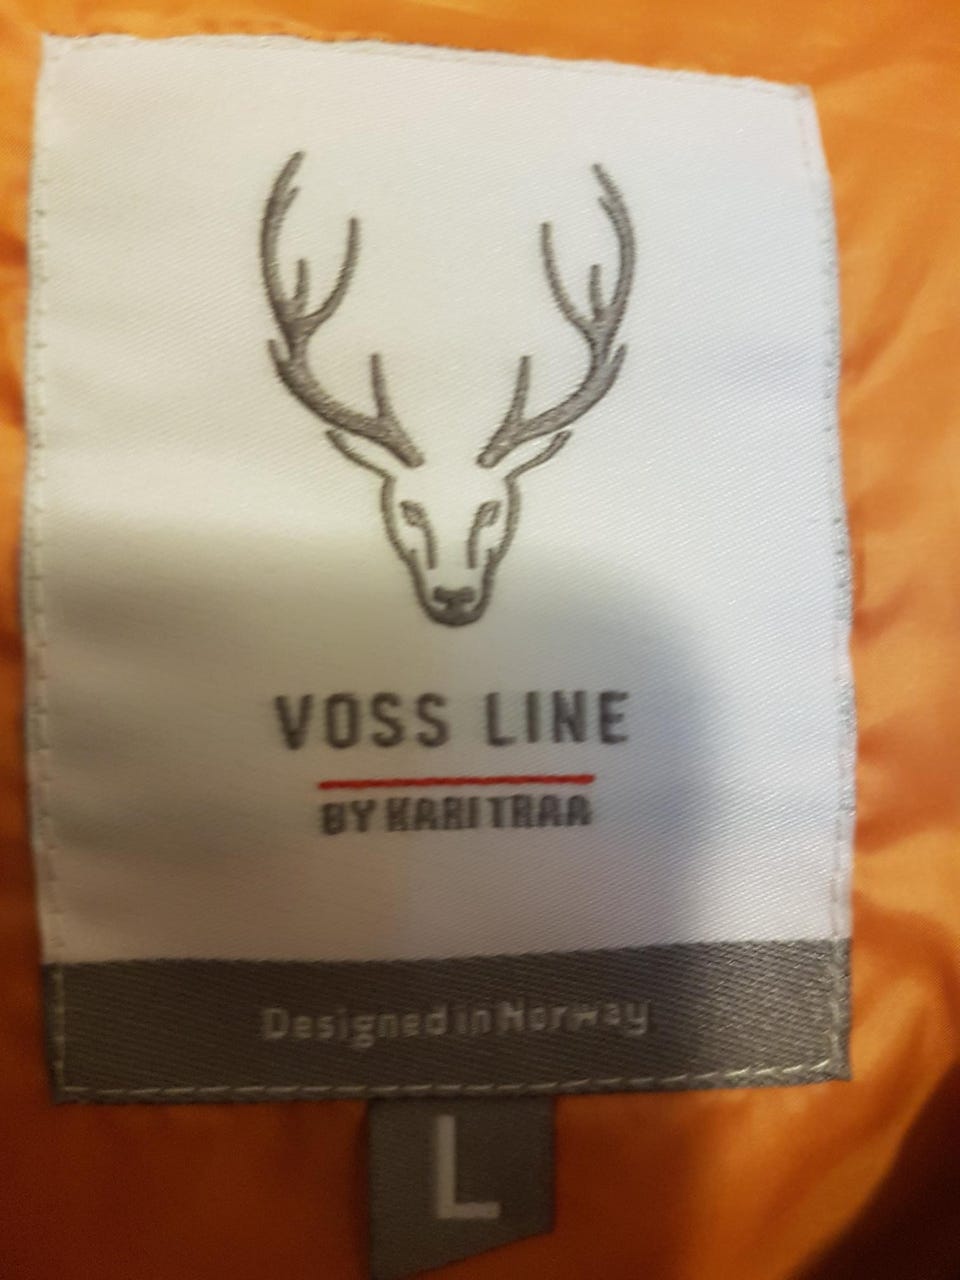 VOSS LINE
BY KARI TRAA
Designed in Norway
L